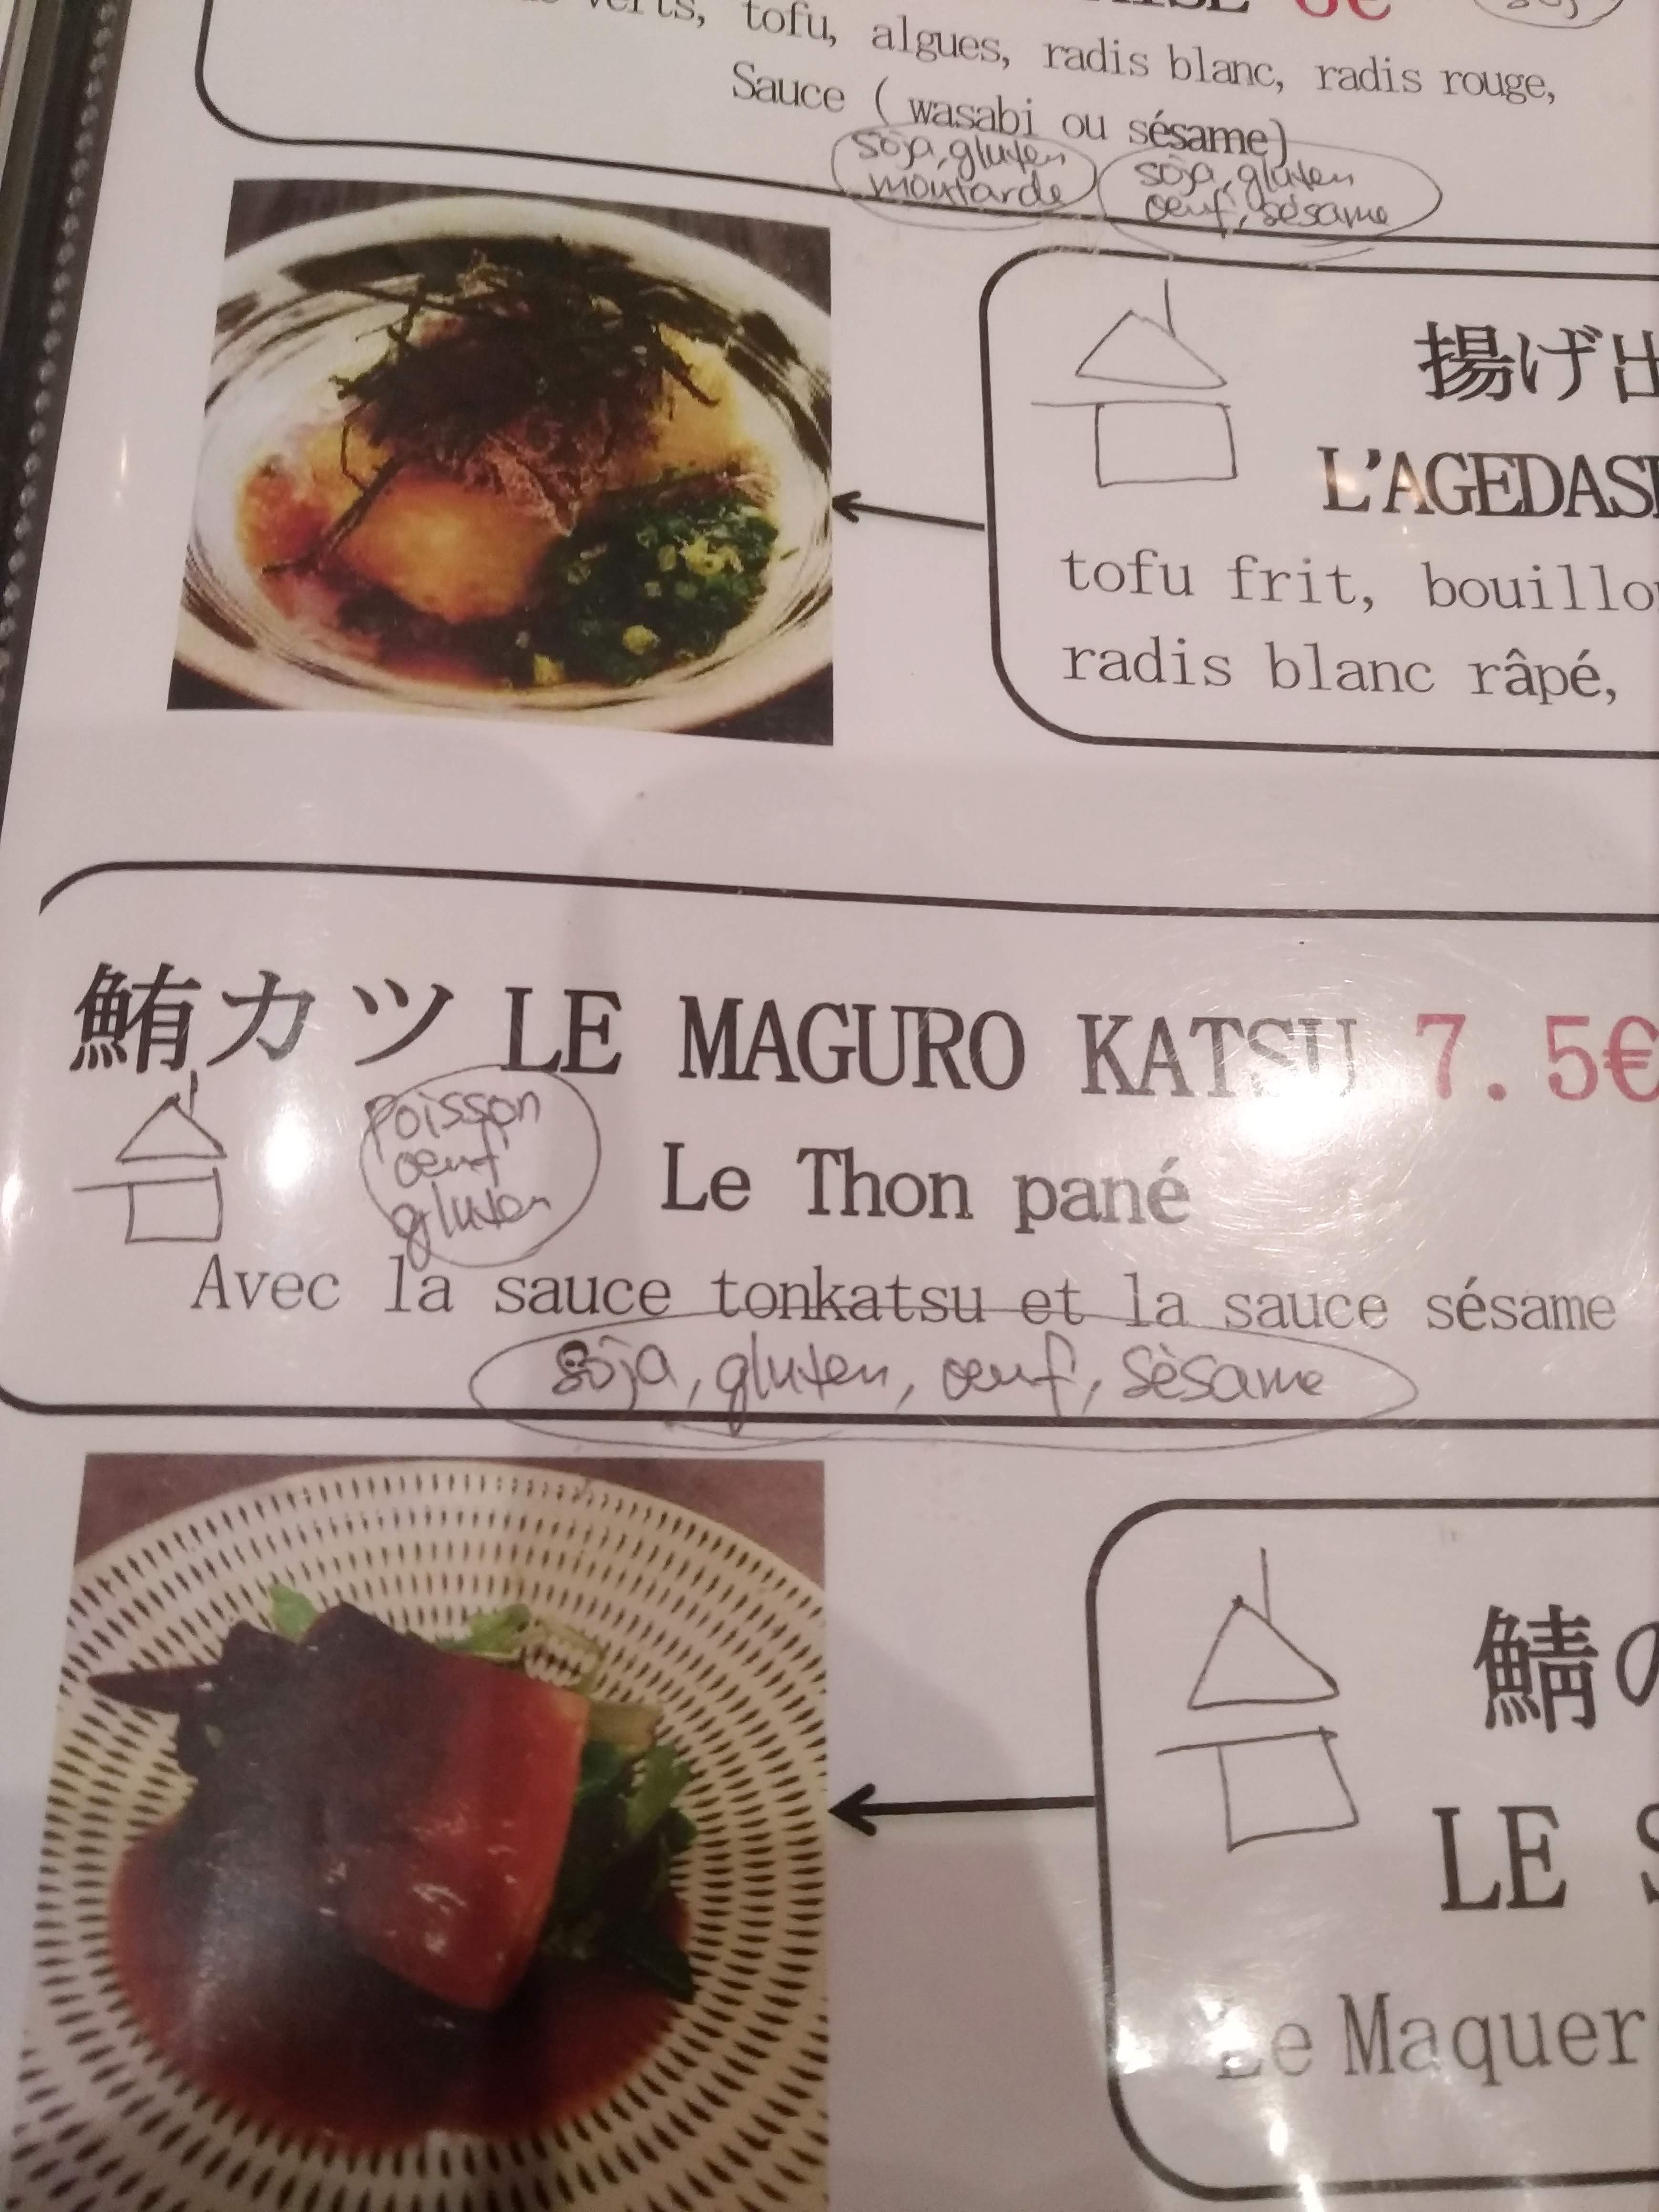 verts, tofu, algues, radis blanc, radis rouge,
Sauce ( wasabi ou sésame)
soja, gluten
moutarde
soja, gluten
oeuf, sésame
揚げ出
L'AGEDASH
tofu frit, bouillon
radis blanc râpé,
鮪カツ LE MAGURO KATSU 7.5€
poisson
oeuf
gluten
Le Thon pané
Avec la sauce tonkatsu et la sauce sésame
soja, gluten, oeuf, sèsame
鯖の
LE S
Le Maquer